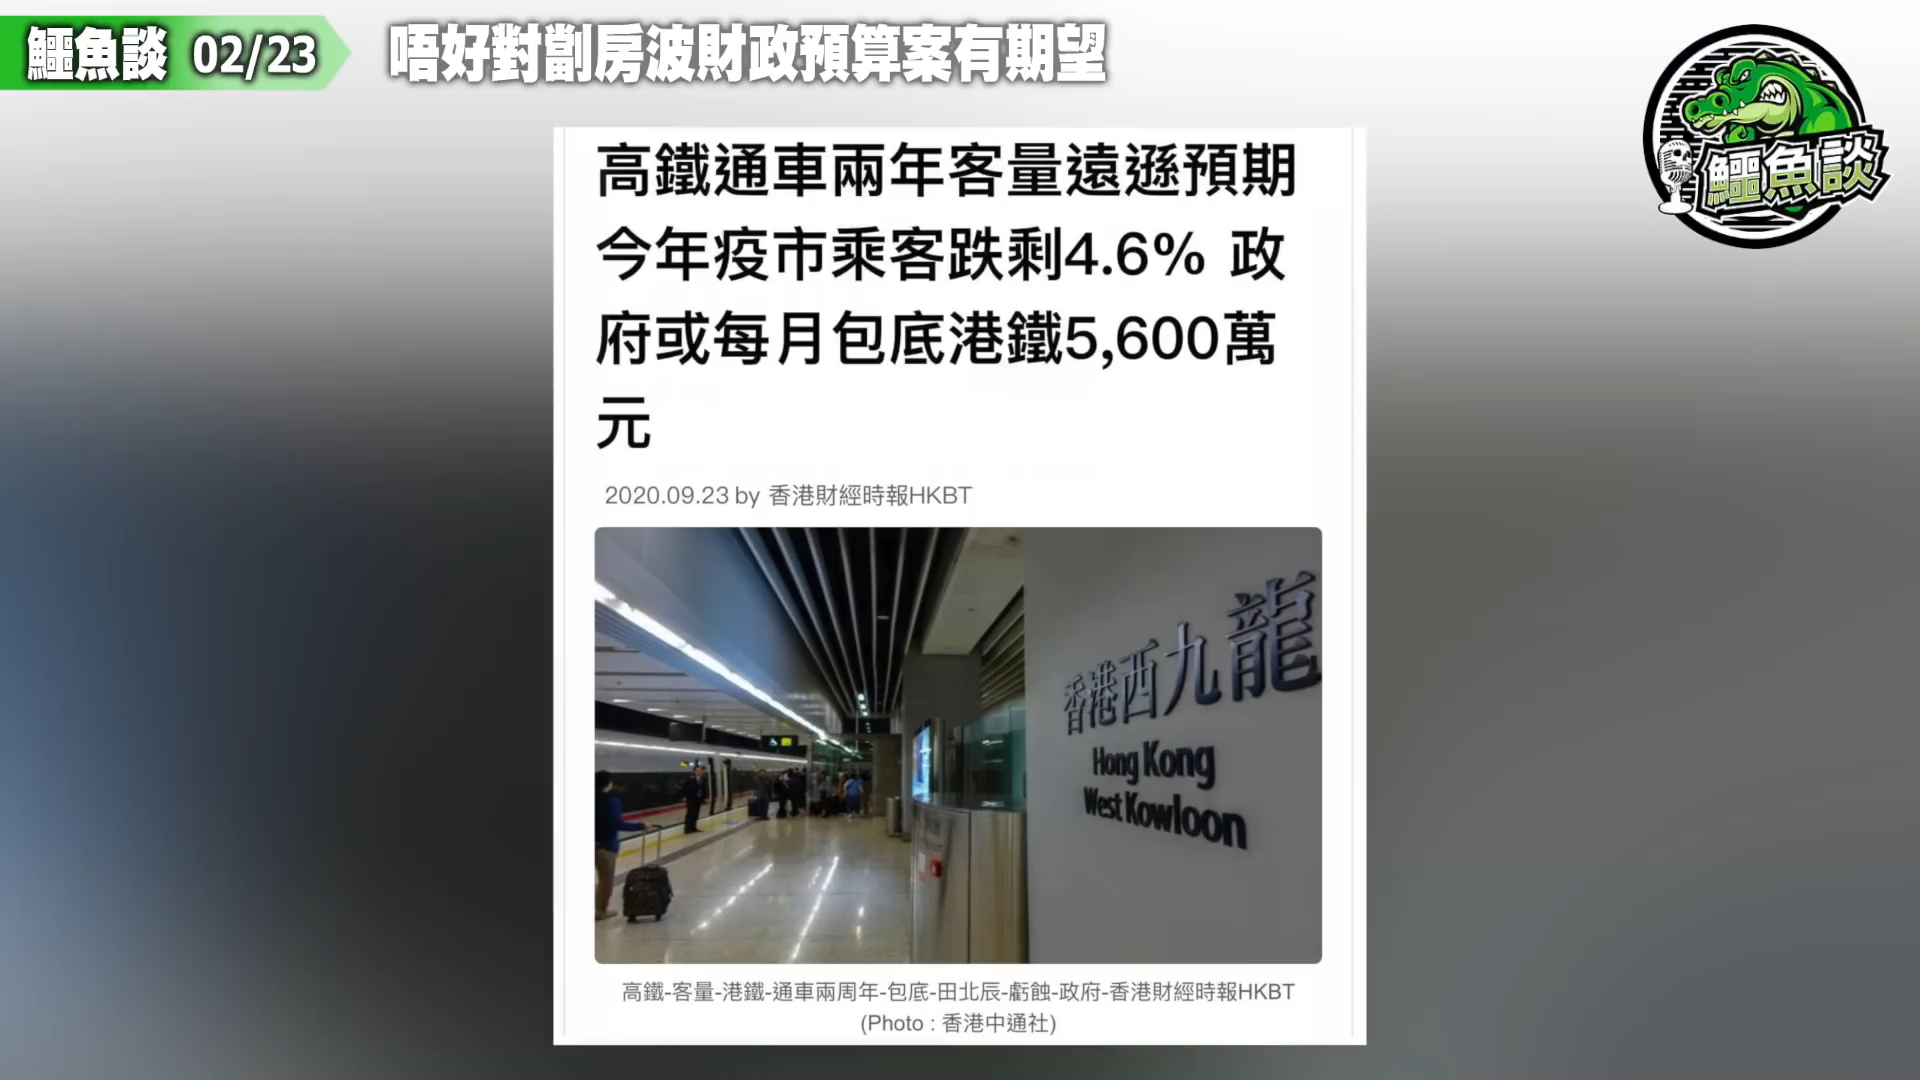 鱷魚談 02/23 唔好對劏房波財政預算案有期望
鱷魚談
高鐵通車兩年客量遠遜預期
今年疫市乘客跌剩4.6% 政
府或每月包底港鐵5,600萬
元
2020.09.23 by 香港財經時報HKBT
香港西九龍
Hong Kong
West Kowloon
高鐵-客量-港鐵-通車兩周年-包底-田北辰-虧蝕-政府-香港財經時報HKBT
(Photo : 香港中通社)